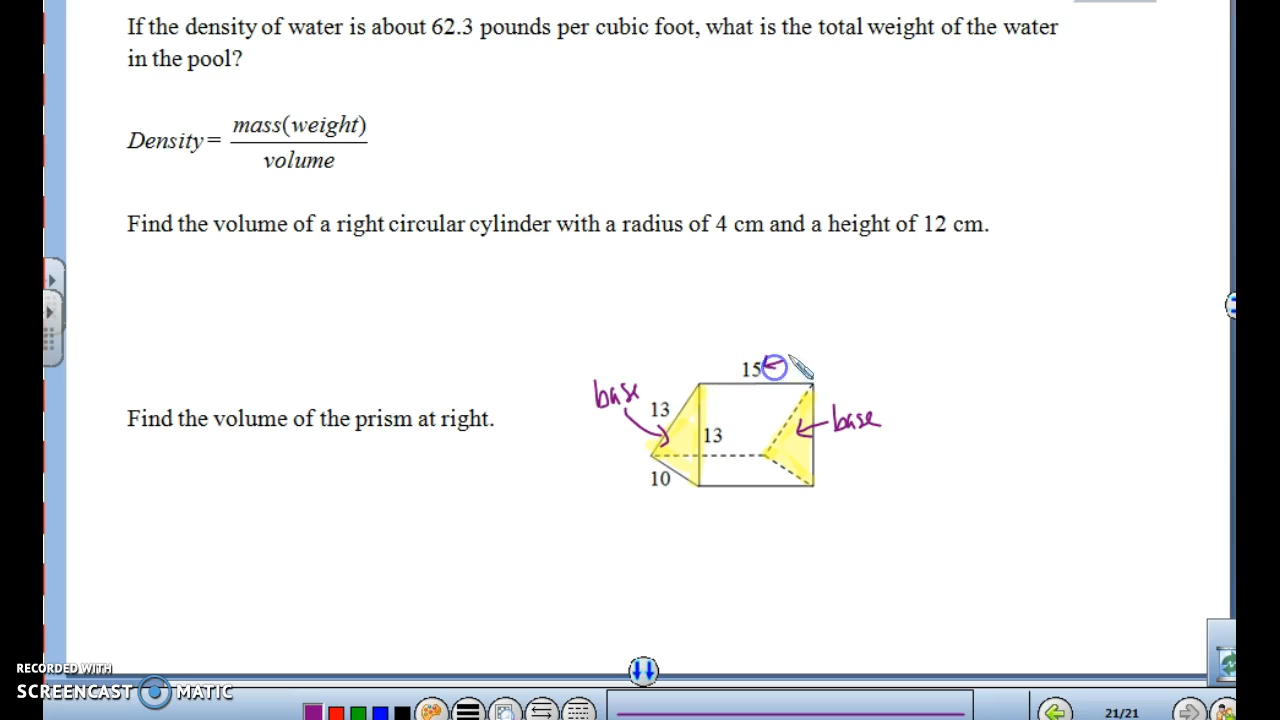 If the density of water is about 62.3 pounds per cubic foot, what is the total weight of the water
in the pool?
Density = mass(weight)
volume
Find the volume of a right circular cylinder with a radius of 4 cm and a height of 12 cm.
15
base
13
Find the volume of the prism at right.
base
13
10
RECORDED WITH
SCREENCAST MATIC
21/21